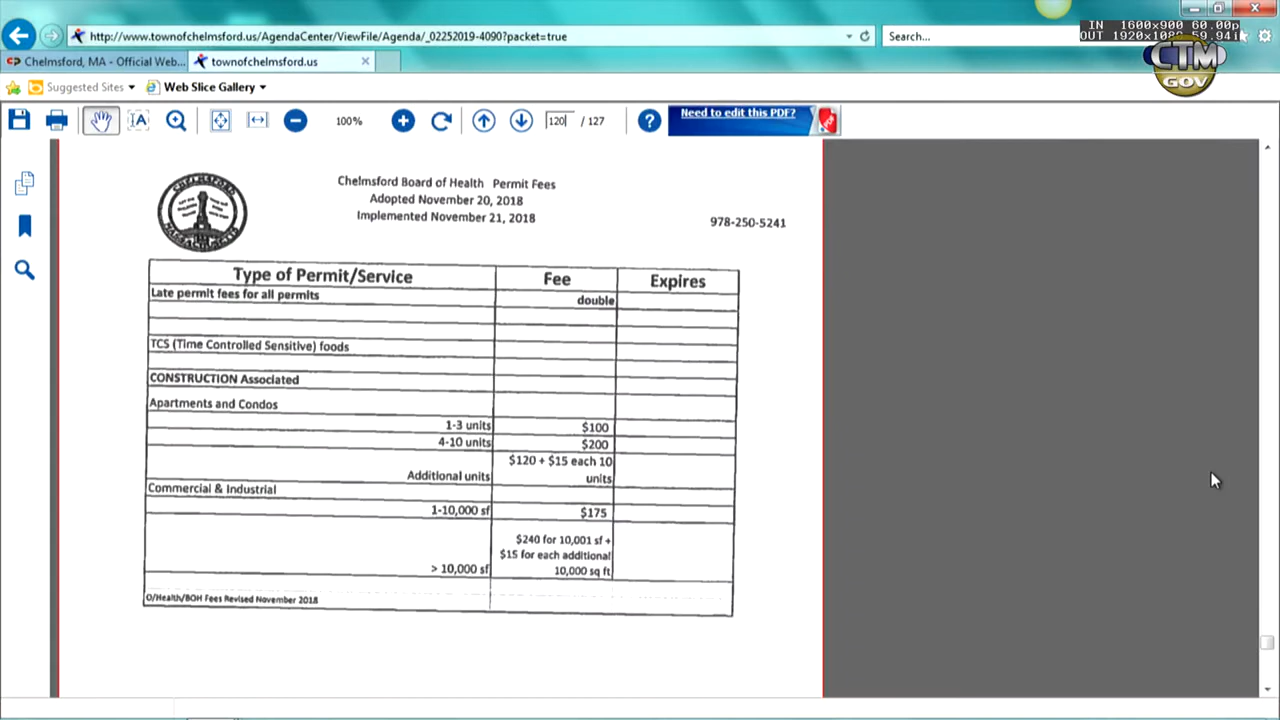 IN 1600x900 60.00p
OUT 1920x1080 59.94i
http://www.townofchelmsford.us/AgendaCenter/ViewFile/Agenda/_02252019-4090?packet=true
Search...
CTM
GOV
Chelmsford, MA - Official Web...
townofchelmsford.us
Suggested Sites
Web Slice Gallery
100%
120 / 127
Need to edit this PDF?
PDF
CHELMSFORD
MASSACHUSETTS
Chelmsford Board of Health Permit Fees
Adopted November 20, 2018
Implemented November 21, 2018
978-250-5241
Type of Permit/Service Fee Expires
Late permit fees for all permits double
TCS (Time Controlled Sensitive) foods
CONSTRUCTION Associated
Apartments and Condos
1-3 units $100
4-10 units $200
$120 + $15 each 10
Additional units units
Commercial & Industrial
1-10,000 sf $175
$240 for 10,001 sf +
$15 for each additional
> 10,000 sf 10,000 sq ft
O/Health/BOH Fees Revised November 2018